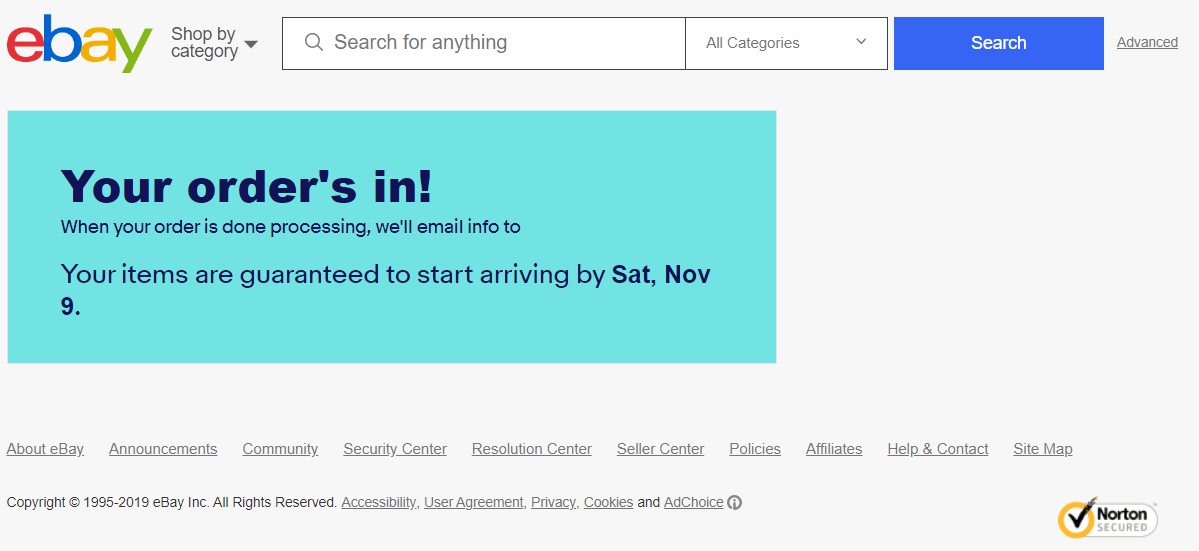 ebay
Shop by
category
Search for anything
All Categories
Search
Advanced
Your order's in!
When your order is done processing, we'll email info to
Your items are guaranteed to start arriving by Sat, Nov
9.
About eBay Announcements Community Security Center Resolution Center Seller Center Policies Affiliates Help & Contact Site Map
Copyright © 1995-2019 eBay Inc. All Rights Reserved. Accessibility, User Agreement, Privacy, Cookies and AdChoice
Norton
SECURED